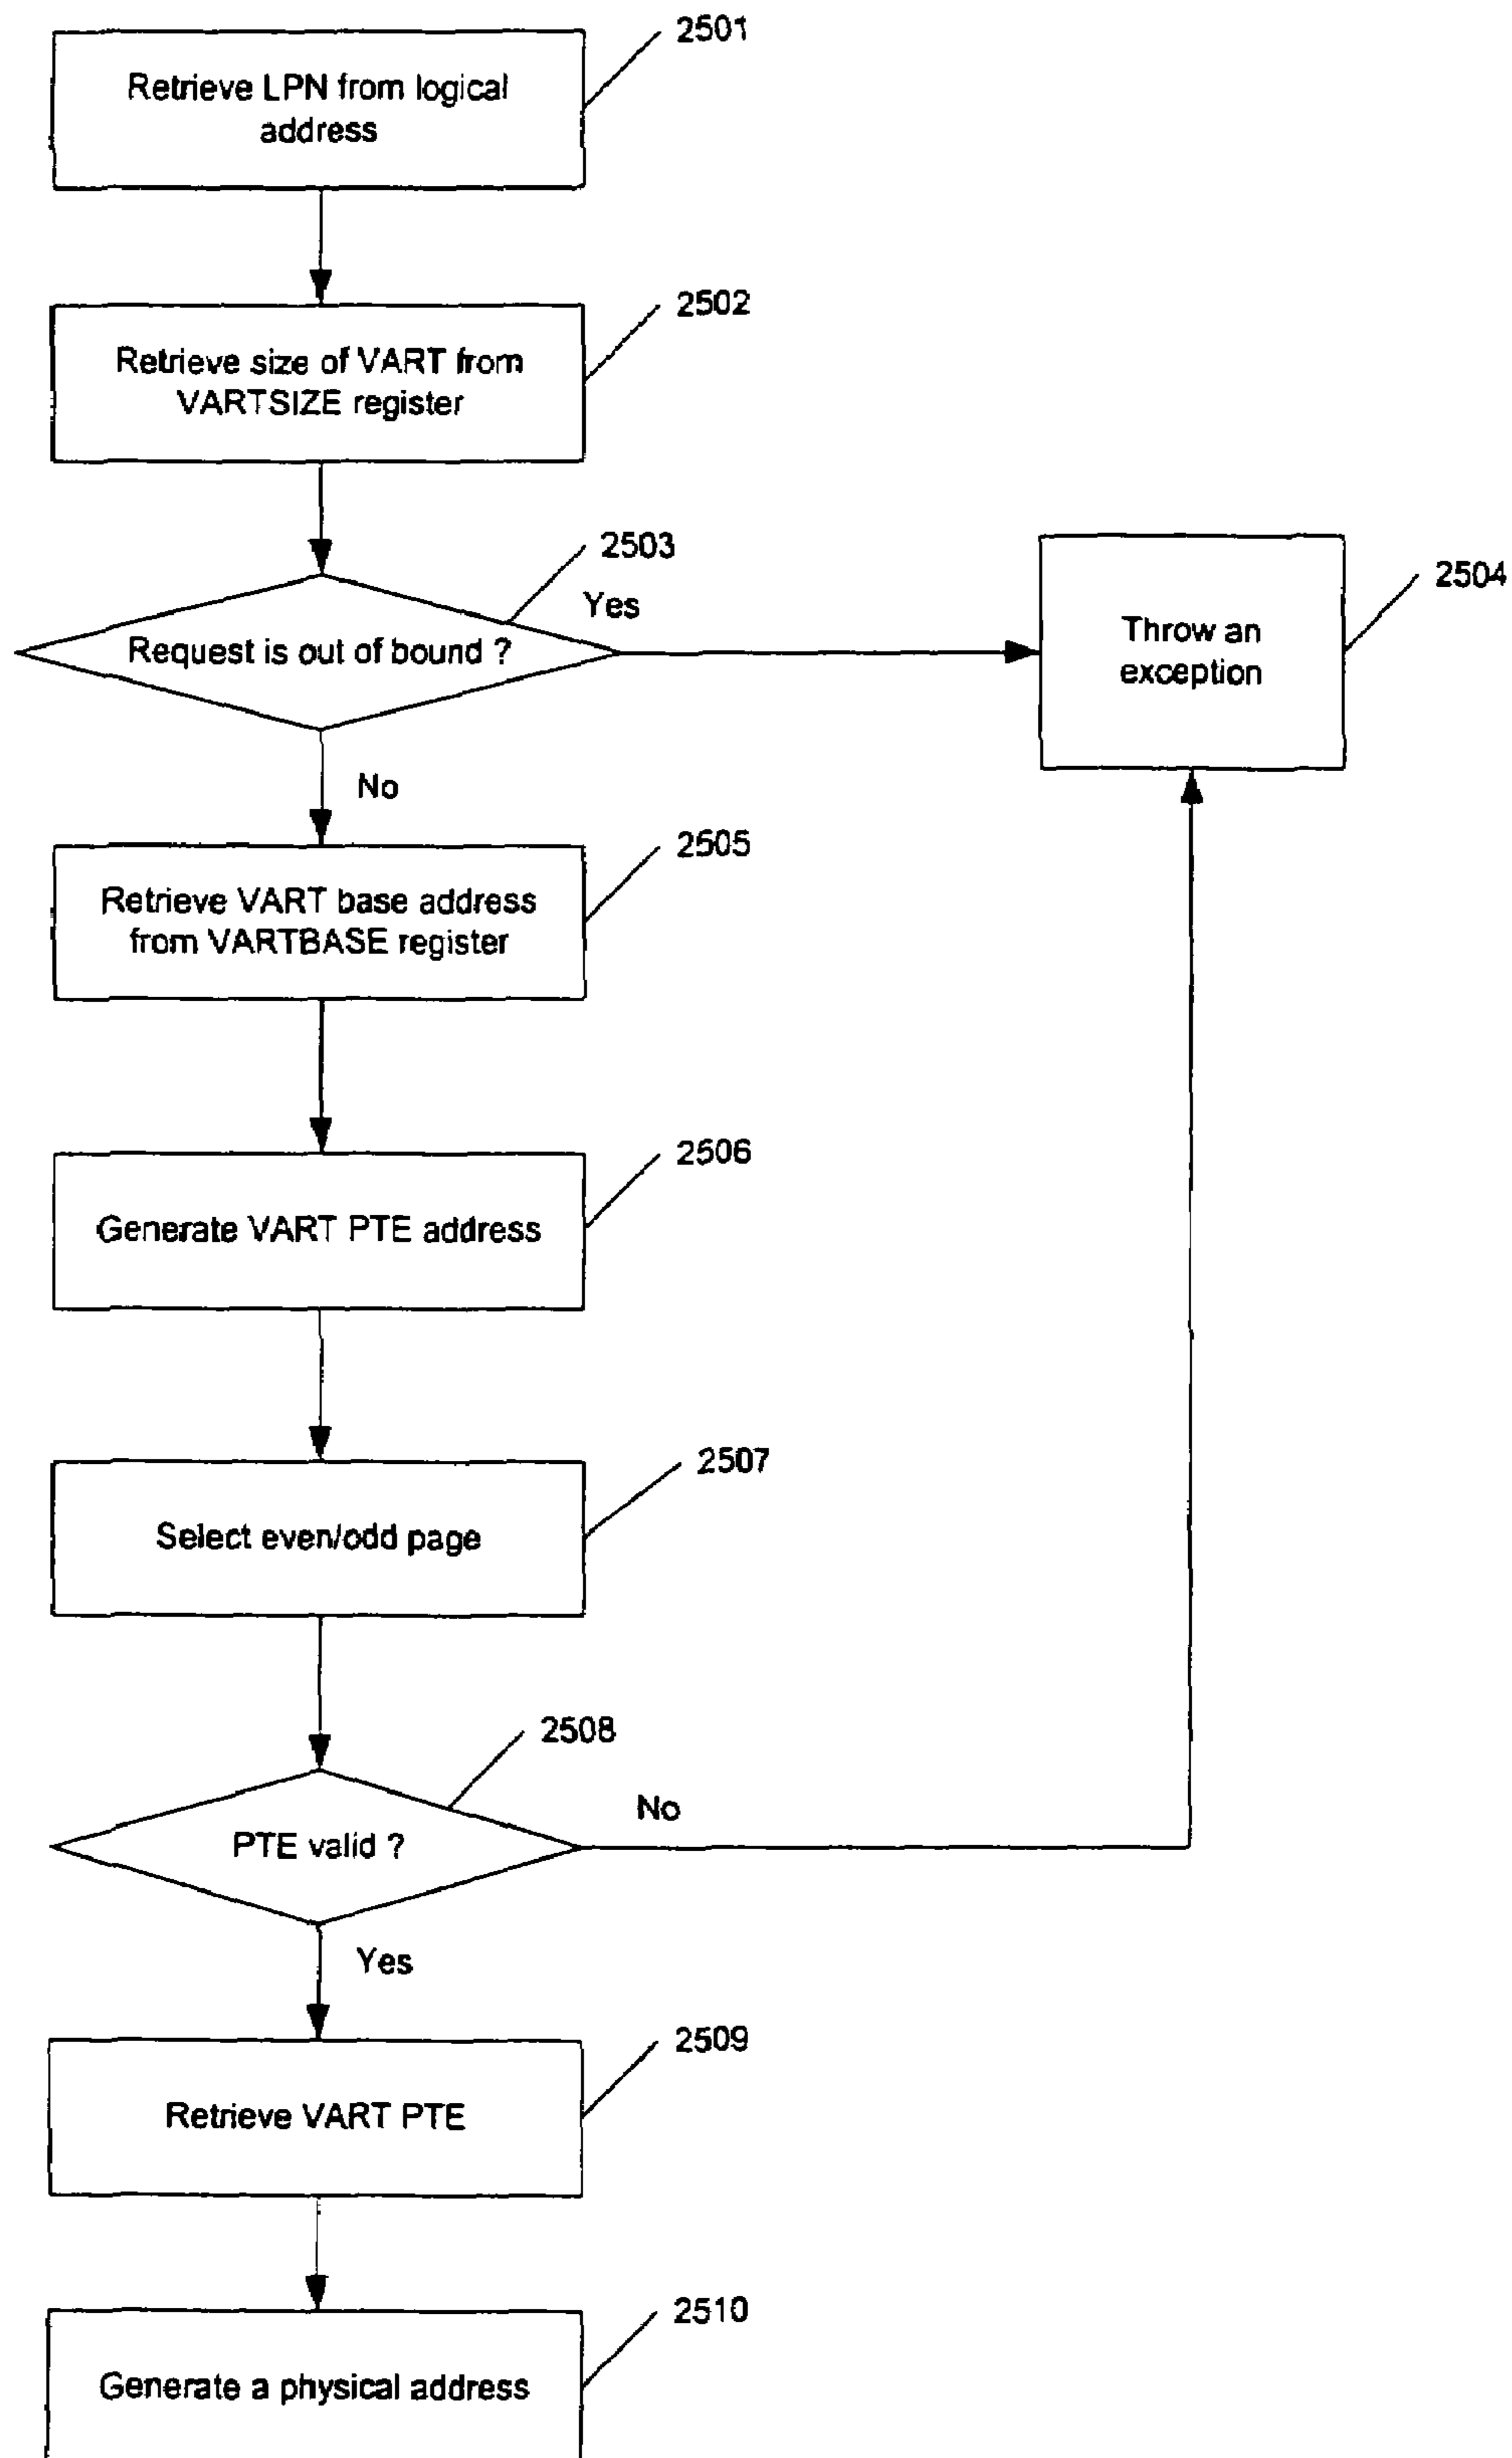 2501
Retrieve LPN from logical
address
2502
Retrieve size of VART from
VARTSIZE register
2503
Yes
Request is out of bound ?
2504
Throw an
exception
No
2505
Retrieve VART base address
from VARTBASE register
2506
Generate VART PTE address
2507
Select even/odd page
2508
No
PTE valid ?
Yes
2509
Retrieve VART PTE
2510
Generate a physical address